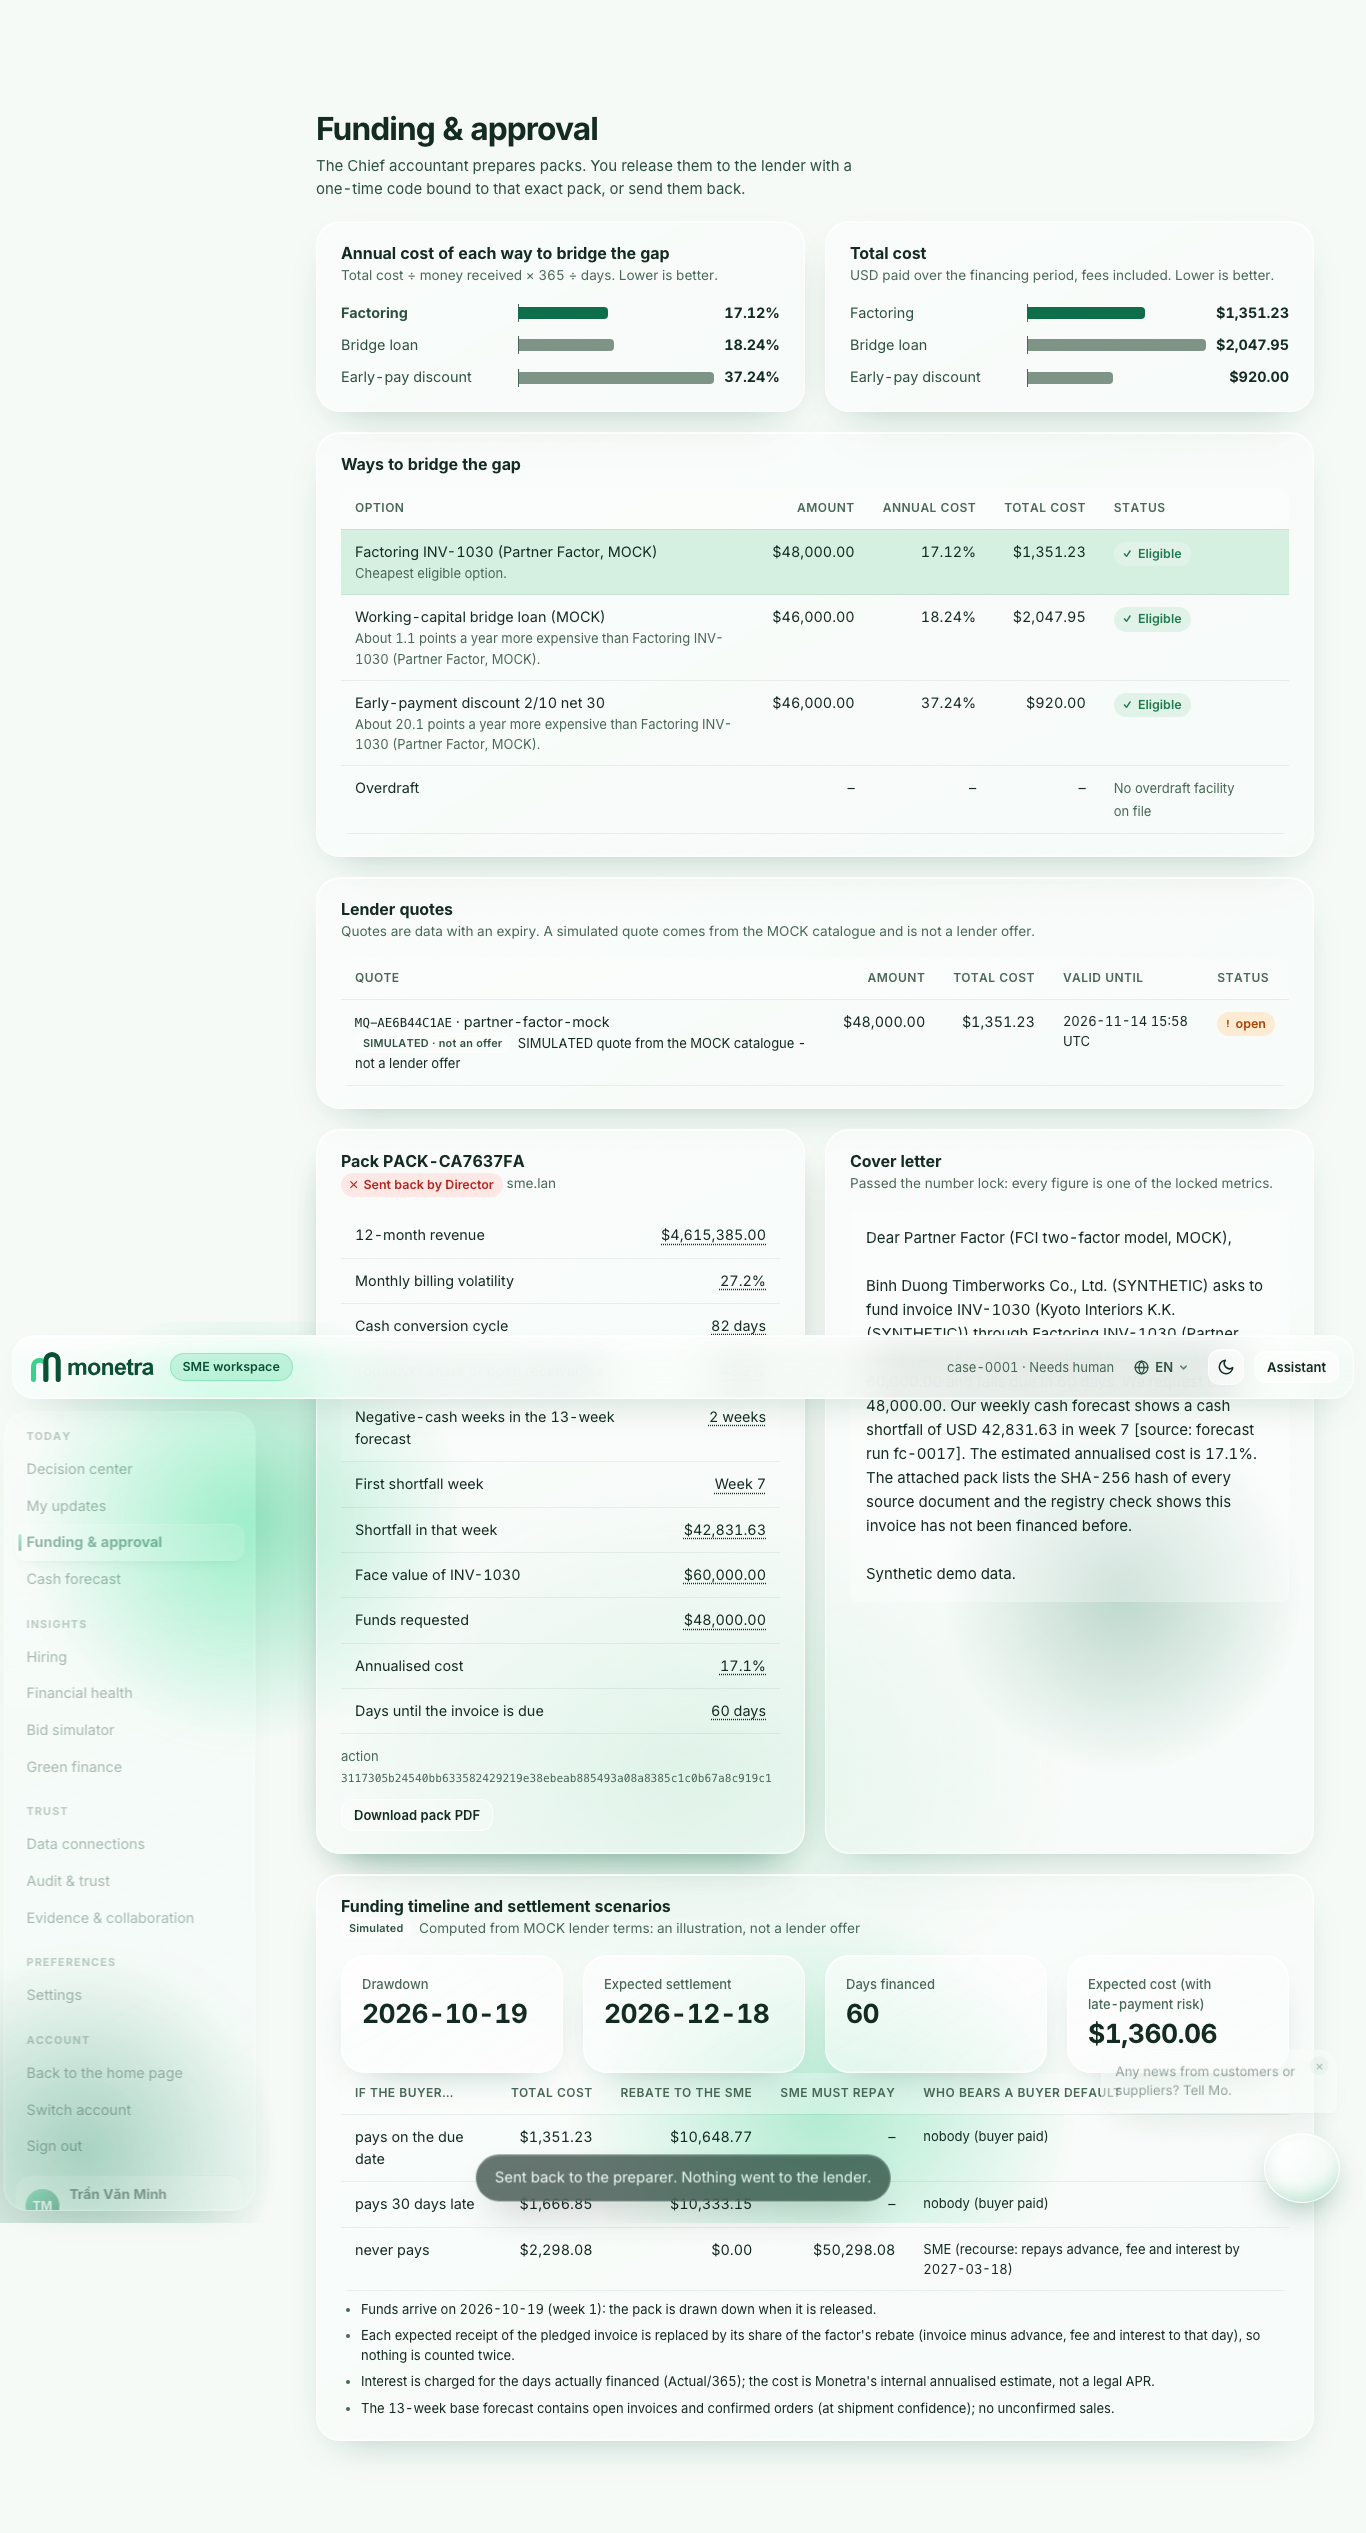 Funding & approval
The Chief accountant prepares packs. You release them to the lender with a
one-time code bound to that exact pack, or send them back.
Annual cost of each way to bridge the gap
Total cost ÷ money received × 365 ÷ days. Lower is better.
Factoring 17.12%
Bridge loan 18.24%
Early-pay discount 37.24%
Total cost
USD paid over the financing period, fees included. Lower is better.
Factoring $1,351.23
Bridge loan $2,047.95
Early-pay discount $920.00
Ways to bridge the gap
OPTION AMOUNT ANNUAL COST TOTAL COST STATUS
Factoring INV-1030 (Partner Factor, MOCK) $48,000.00 17.12% $1,351.23 ✓ Eligible
Cheapest eligible option.
Working-capital bridge loan (MOCK) $46,000.00 18.24% $2,047.95 ✓ Eligible
About 1.1 points a year more expensive than Factoring INV-
1030 (Partner Factor, MOCK).
Early-payment discount 2/10 net 30 $46,000.00 37.24% $920.00 ✓ Eligible
About 20.1 points a year more expensive than Factoring INV-
1030 (Partner Factor, MOCK).
Overdraft – – – No overdraft facility
on file
Lender quotes
Quotes are data with an expiry. A simulated quote comes from the MOCK catalogue and is not a lender offer.
QUOTE AMOUNT TOTAL COST VALID UNTIL STATUS
MQ-AE6B44C1AE · partner-factor-mock $48,000.00 $1,351.23 2026-11-14 15:58 ! open
UTC
SIMULATED · not an offer SIMULATED quote from the MOCK catalogue -
not a lender offer
Pack PACK-CA7637FA
✕ Sent back by Director sme.lan
12-month revenue $4,615,385.00
Monthly billing volatility 27.2%
Cash conversion cycle 82 days
Cover letter
Passed the number lock: every figure is one of the locked metrics.
Dear Partner Factor (FCI two-factor model, MOCK),
Binh Duong Timberworks Co., Ltd. (SYNTHETIC) asks to
fund invoice INV-1030 (Kyoto Interiors K.K.
(SYNTHETIC)) through Factoring INV-1030 (Partner
monetra SME workspace case-0001 · Needs human EN Assistant
48,000.00. Our weekly cash forecast shows a cash
shortfall of USD 42,831.63 in week 7 [source: forecast
run fc-0017]. The estimated annualised cost is 17.1%.
The attached pack lists the SHA-256 hash of every
source document and the registry check shows this
invoice has not been financed before.
Synthetic demo data.
Negative-cash weeks in the 13-week 2 weeks
forecast
First shortfall week Week 7
Shortfall in that week $42,831.63
Face value of INV-1030 $60,000.00
Funds requested $48,000.00
Annualised cost 17.1%
Days until the invoice is due 60 days
action
3117305b24540bb633582429219e38ebeab885493a08a8385c1c0b67a8c919c1
Download pack PDF
TODAY
Decision center
My updates
Funding & approval
Cash forecast
INSIGHTS
Hiring
Financial health
Bid simulator
Green finance
TRUST
Data connections
Audit & trust
Evidence & collaboration
PREFERENCES
Settings
ACCOUNT
Back to the home page
Switch account
Sign out
TM Trần Văn Minh
Funding timeline and settlement scenarios
Simulated Computed from MOCK lender terms: an illustration, not a lender offer
Drawdown
2026-10-19
Expected settlement
2026-12-18
Days financed
60
Expected cost (with
late-payment risk)
$1,360.06
Any news from customers or ×
suppliers? Tell Mo.
IF THE BUYER... TOTAL COST REBATE TO THE SME SME MUST REPAY WHO BEARS A BUYER DEFAULT
pays on the due $1,351.23 $10,648.77 – nobody (buyer paid)
date
Sent back to the preparer. Nothing went to the lender.
pays 30 days late $1,666.85 $10,333.15 – nobody (buyer paid)
never pays $2,298.08 $0.00 $50,298.08 SME (recourse: repays advance, fee and interest by
2027-03-18)
• Funds arrive on 2026-10-19 (week 1): the pack is drawn down when it is released.
• Each expected receipt of the pledged invoice is replaced by its share of the factor's rebate (invoice minus advance, fee and interest to that day), so
nothing is counted twice.
• Interest is charged for the days actually financed (Actual/365); the cost is Monetra's internal annualised estimate, not a legal APR.
• The 13-week base forecast contains open invoices and confirmed orders (at shipment confidence); no unconfirmed sales.